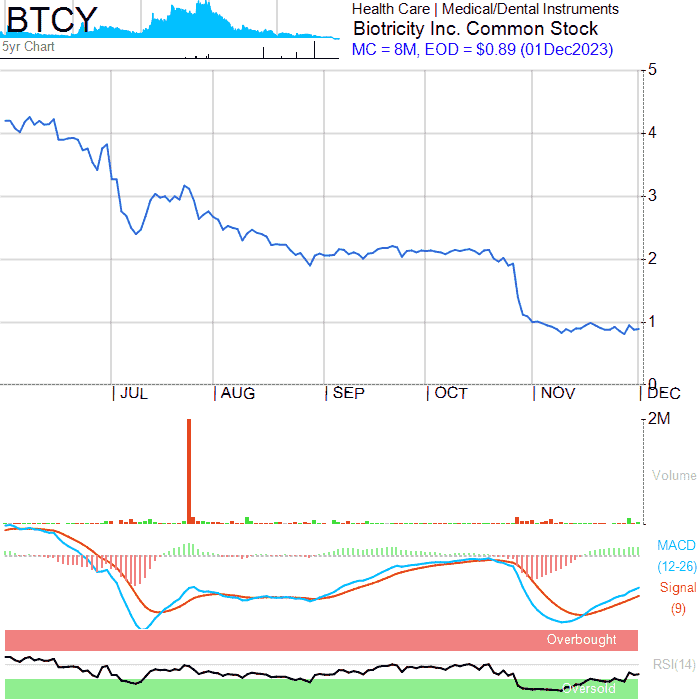 BTCY
5yr Chart
Health Care | Medical/Dental Instruments
Biotricity Inc. Common Stock
MC = 8M, EOD = $0.89 (01Dec2023)
5
4
3
2
1
0
JUL AUG SEP OCT NOV DEC
2M
Volume
MACD
(12-26)
Signal
(9)
Overbought
RSI(14)
Oversold